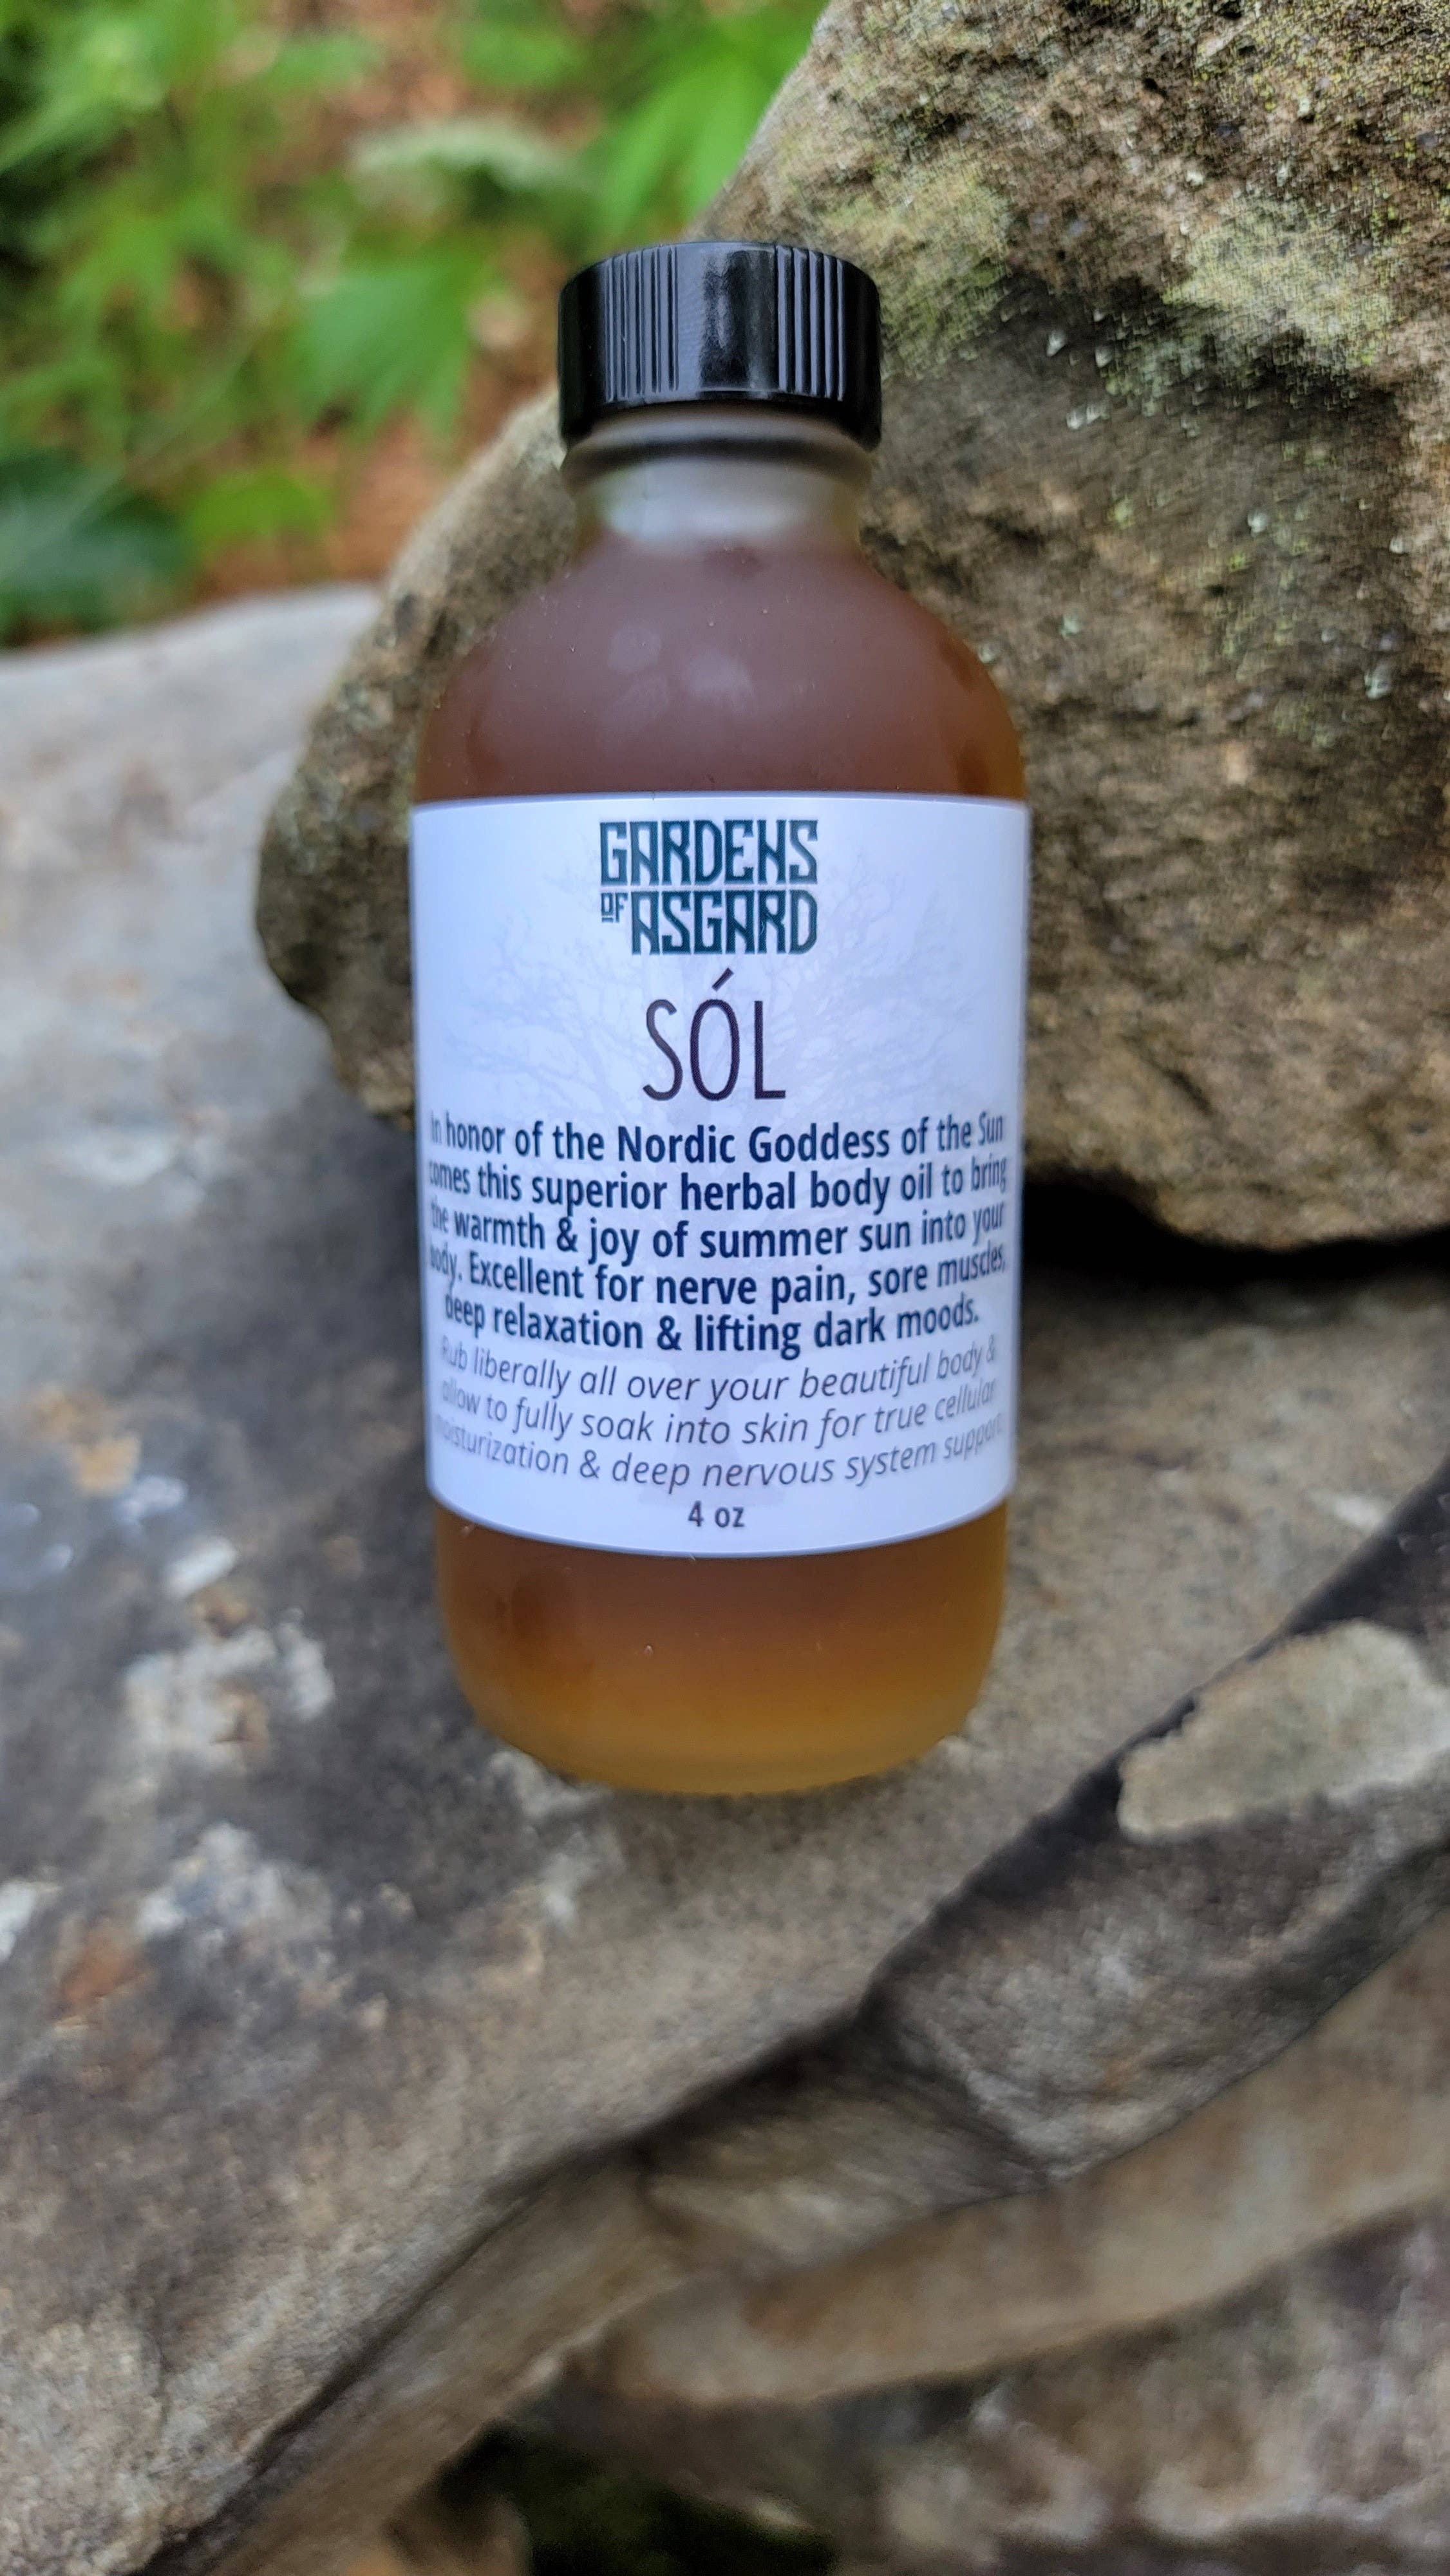 GARDENS
OF ASGARD
SÓL
In honor of the Nordic Goddess of the Sun
comes this superior herbal body oil to bring
the warmth & joy of summer sun into your
body. Excellent for nerve pain, sore muscles,
deep relaxation & lifting dark moods.
Rub liberally all over your beautiful body &
allow to fully soak into skin for true cellular
moisturization & deep nervous system support.
4 oz